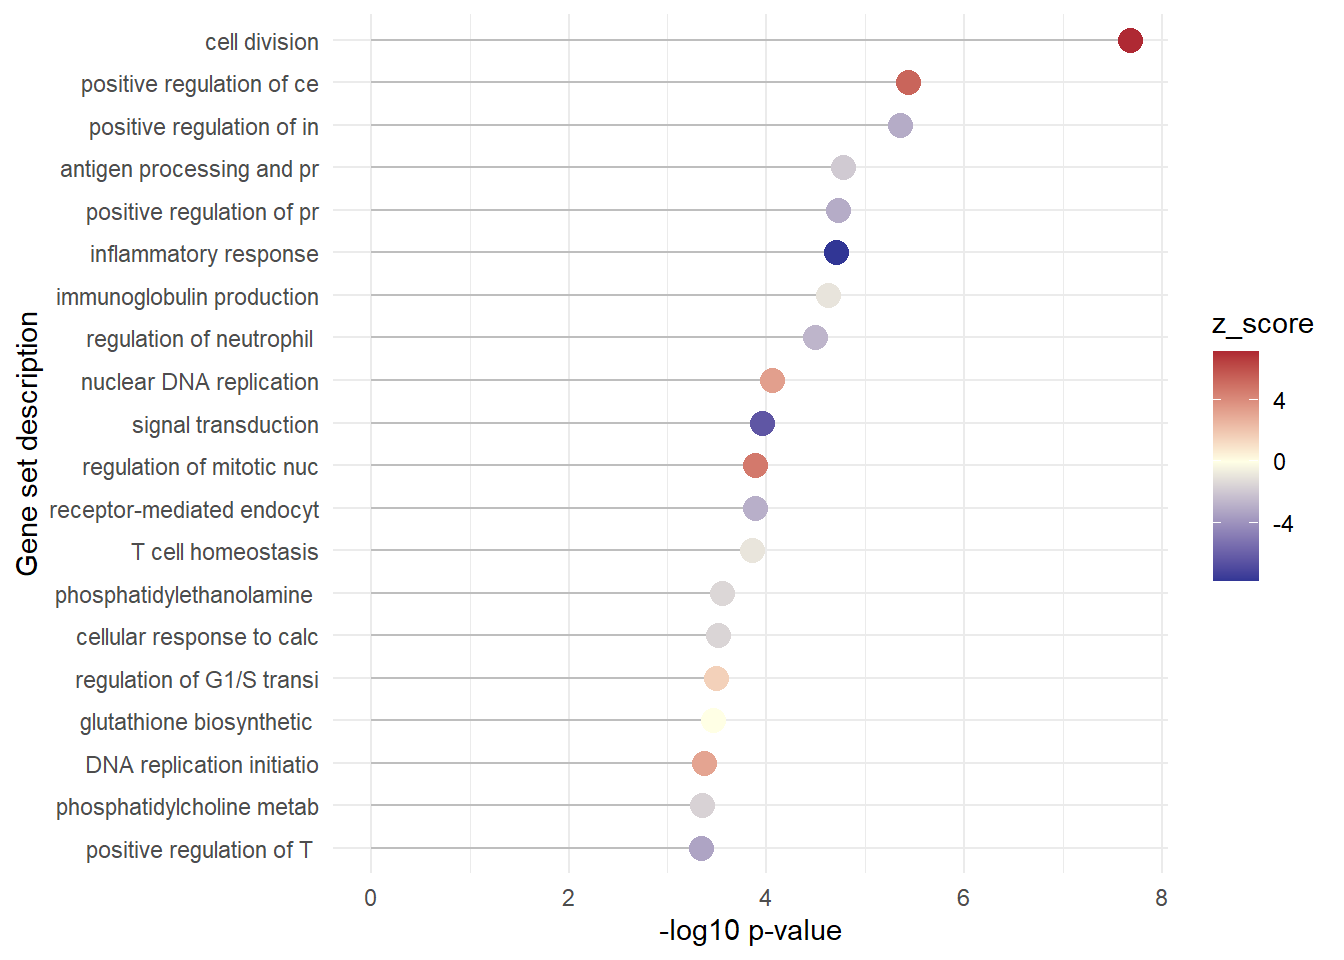 cell division
positive regulation of ce
positive regulation of in
antigen processing and pr
positive regulation of pr
inflammatory response
immunoglobulin production
regulation of neutrophil
nuclear DNA replication
signal transduction
regulation of mitotic nuc
receptor-mediated endocyt
T cell homeostasis
phosphatidylethanolamine
cellular response to calc
regulation of G1/S transi
glutathione biosynthetic
DNA replication initiatio
phosphatidylcholine metab
positive regulation of T
Gene set description
0 2 4 6 8
-log10 p-value
z_score
4
0
-4